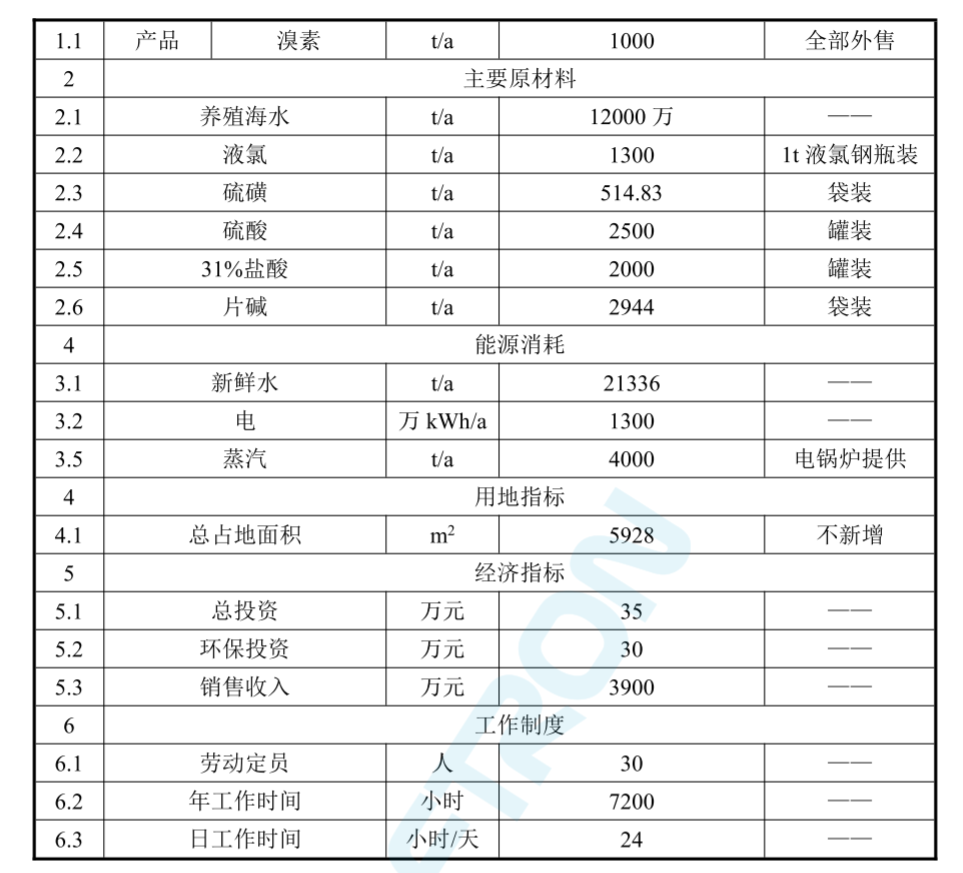 1.1 产品 溴素 t/a 1000 全部外售
2 主要原材料
2.1 养殖海水 t/a 12000 万 ——
2.2 液氯 t/a 1300 1t 液氯钢瓶装
2.3 硫磺 t/a 514.83 袋装
2.4 硫酸 t/a 2500 罐装
2.5 31%盐酸 t/a 2000 罐装
2.6 片碱 t/a 2944 袋装
4 能源消耗
3.1 新鲜水 t/a 21336 ——
3.2 电 万 kWh/a 1300 ——
3.5 蒸汽 t/a 4000 电锅炉提供
4 用地指标
4.1 总占地面积 m² 5928 不新增
5 经济指标
5.1 总投资 万元 35 ——
5.2 环保投资 万元 30 ——
5.3 销售收入 万元 3900 ——
6 工作制度
6.1 劳动定员 人 30 ——
6.2 年工作时间 小时 7200 ——
6.3 日工作时间 小时/天 24 ——